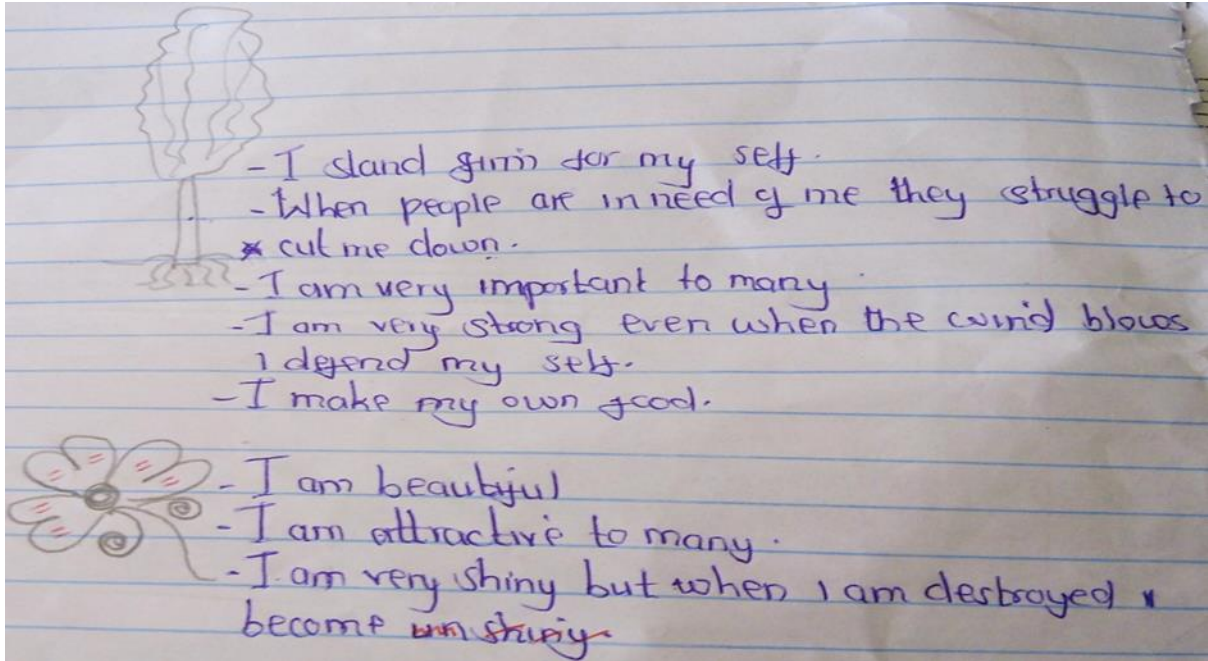 - I stand firm for my self.
- When people are in need of me they struggle to
* cut me down.
- I am very important to many.
- I am very strong even when the wind blows
I defend my self.
- I make my own food.
- I am beautiful
- I am attractive to many.
- I am very shiny but when I am destroyed I
become